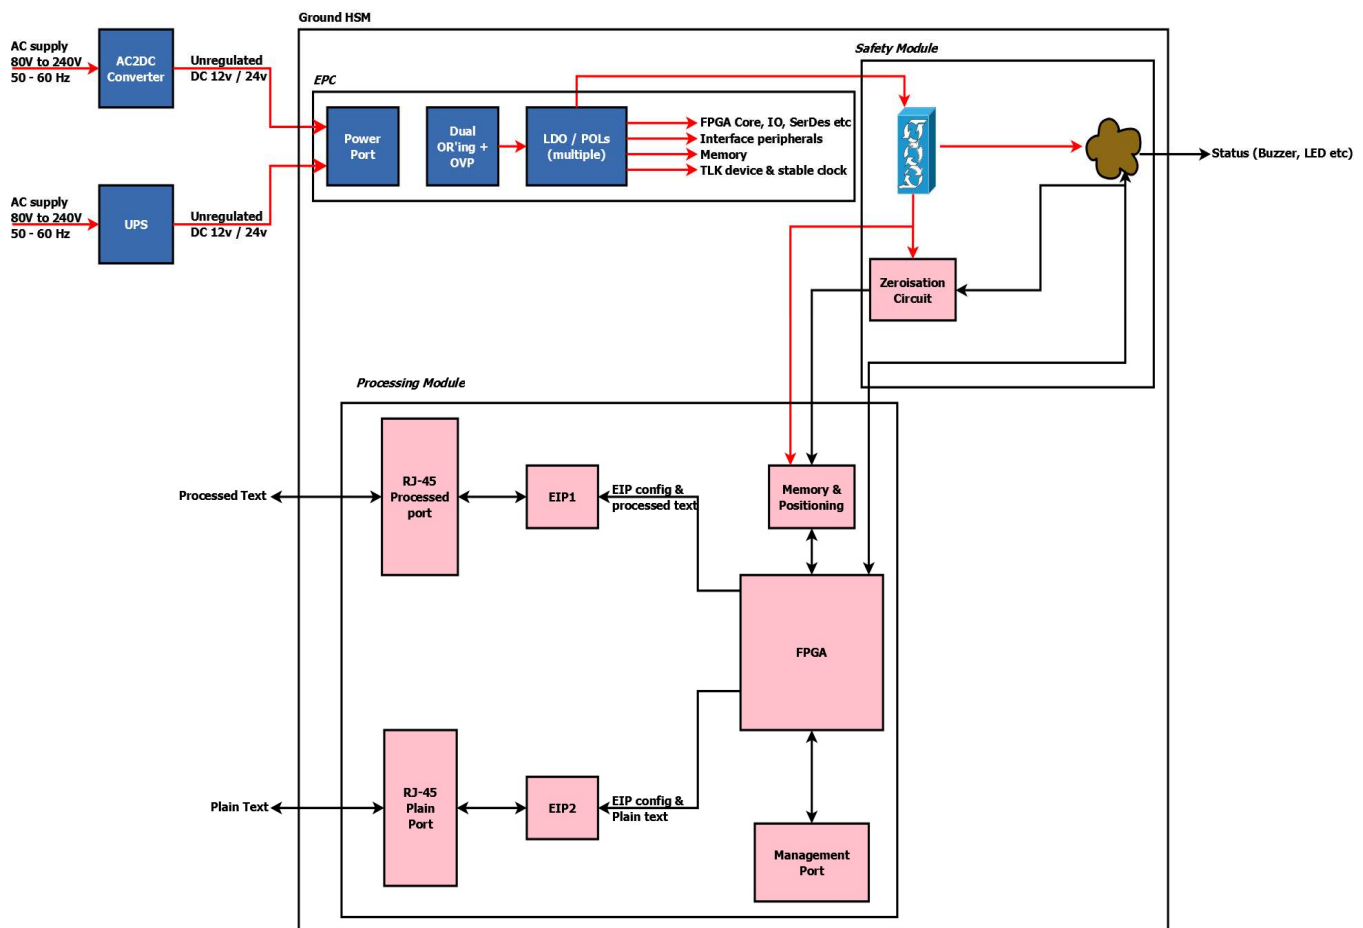 Ground HSM
AC supply
80V to 240V
50 - 60 Hz
AC2DC
Converter
Unregulated
DC 12v / 24v
EPC
Power
Port
Dual
OR'ing +
OVP
LDO / POLs
(multiple)
FPGA Core, IO, SerDes etc
Interface peripherals
Memory
TLK device & stable clock
Safety Module
Status (Buzzer, LED etc)
AC supply
80V to 240V
50 - 60 Hz
UPS
Unregulated
DC 12v / 24v
Zeroisation
Circuit
Processing Module
Processed Text
RJ-45
Processed
port
EIP1
EIP config &
processed text
Memory &
Positioning
FPGA
Plain Text
RJ-45
Plain
Port
EIP2
EIP config &
Plain text
Management
Port